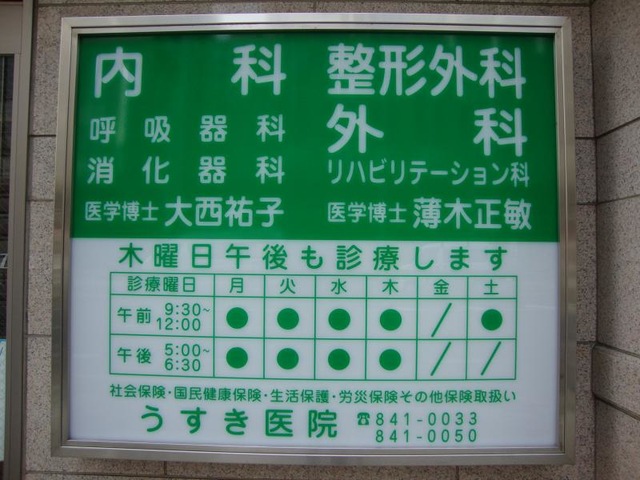 内科 整形外科
呼吸器科 外科
消化器科 リハビリテーション科
医学博士 大西祐子 医学博士 薄木正敏
木曜日午後も診療します
診療曜日 月 火 水 木 金 土
午前 9:30~12:00 ● ● ● ● / ●
午後 5:00~6:30 ● ● ● ● / /
社会保険・国民健康保険・生活保護・労災保険その他保険取扱い
うすき医院 ☎841-0033
841-0050